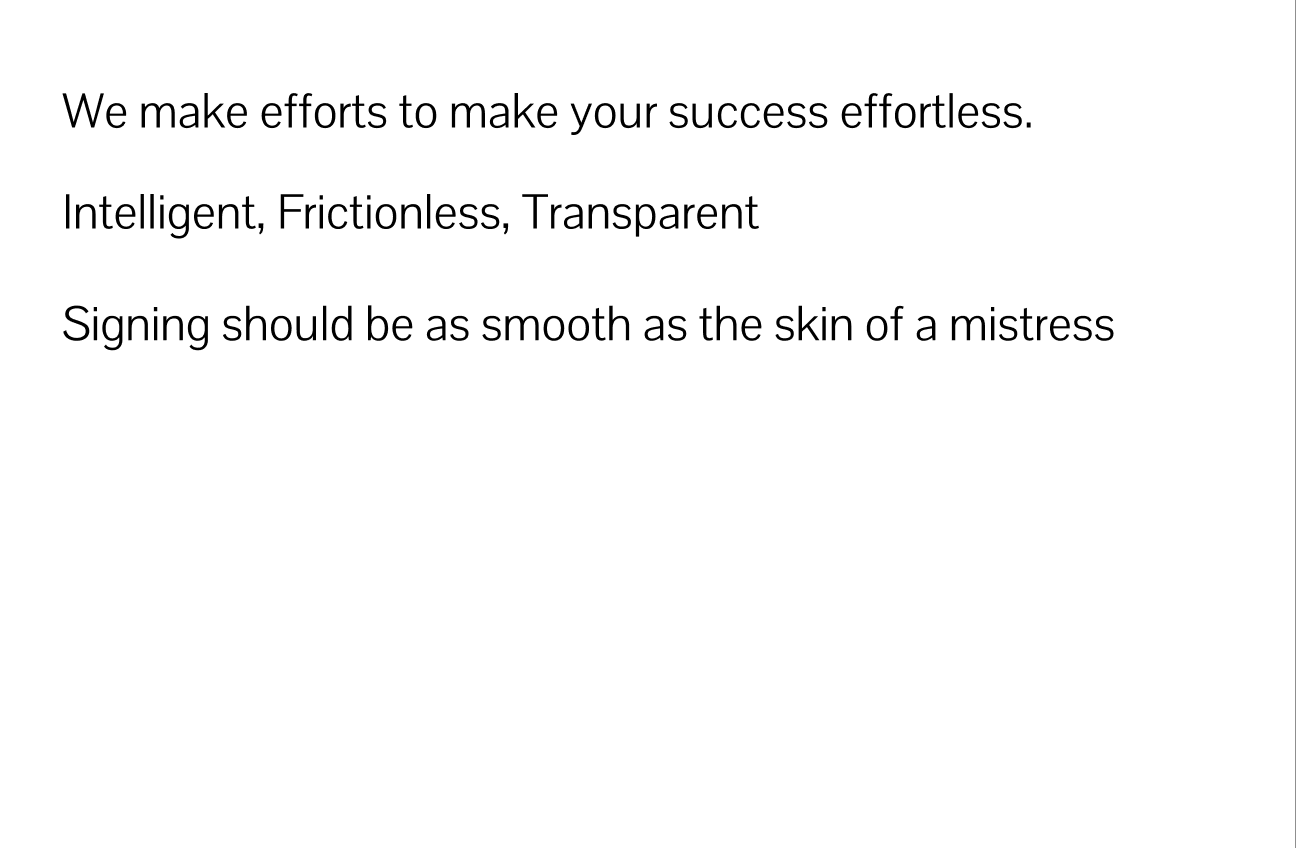 We make efforts to make your success effortless.
Intelligent, Frictionless, Transparent
Signing should be as smooth as the skin of a mistress